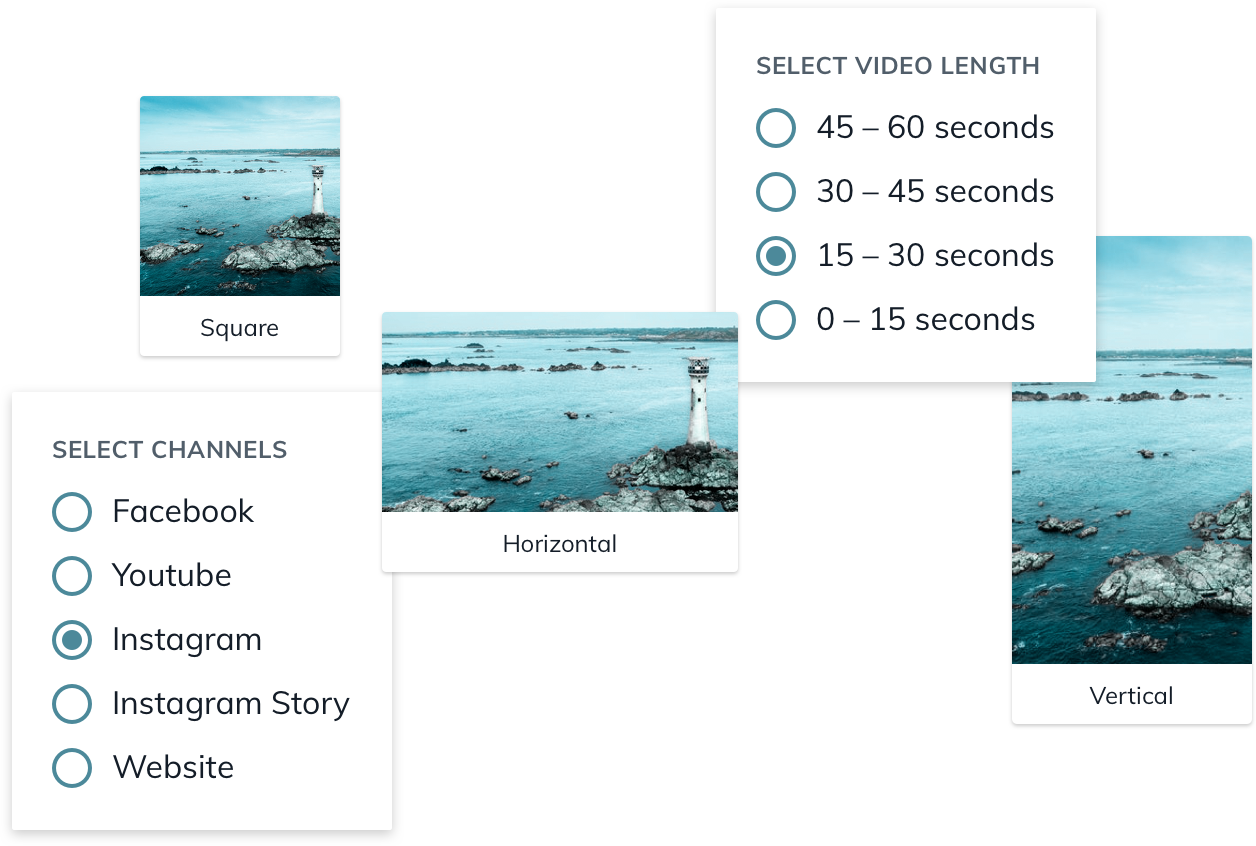 SELECT VIDEO LENGTH
45 – 60 seconds
30 – 45 seconds
15 – 30 seconds
0 – 15 seconds
Square
Horizontal
SELECT CHANNELS
Facebook
Youtube
Instagram
Instagram Story
Website
Vertical